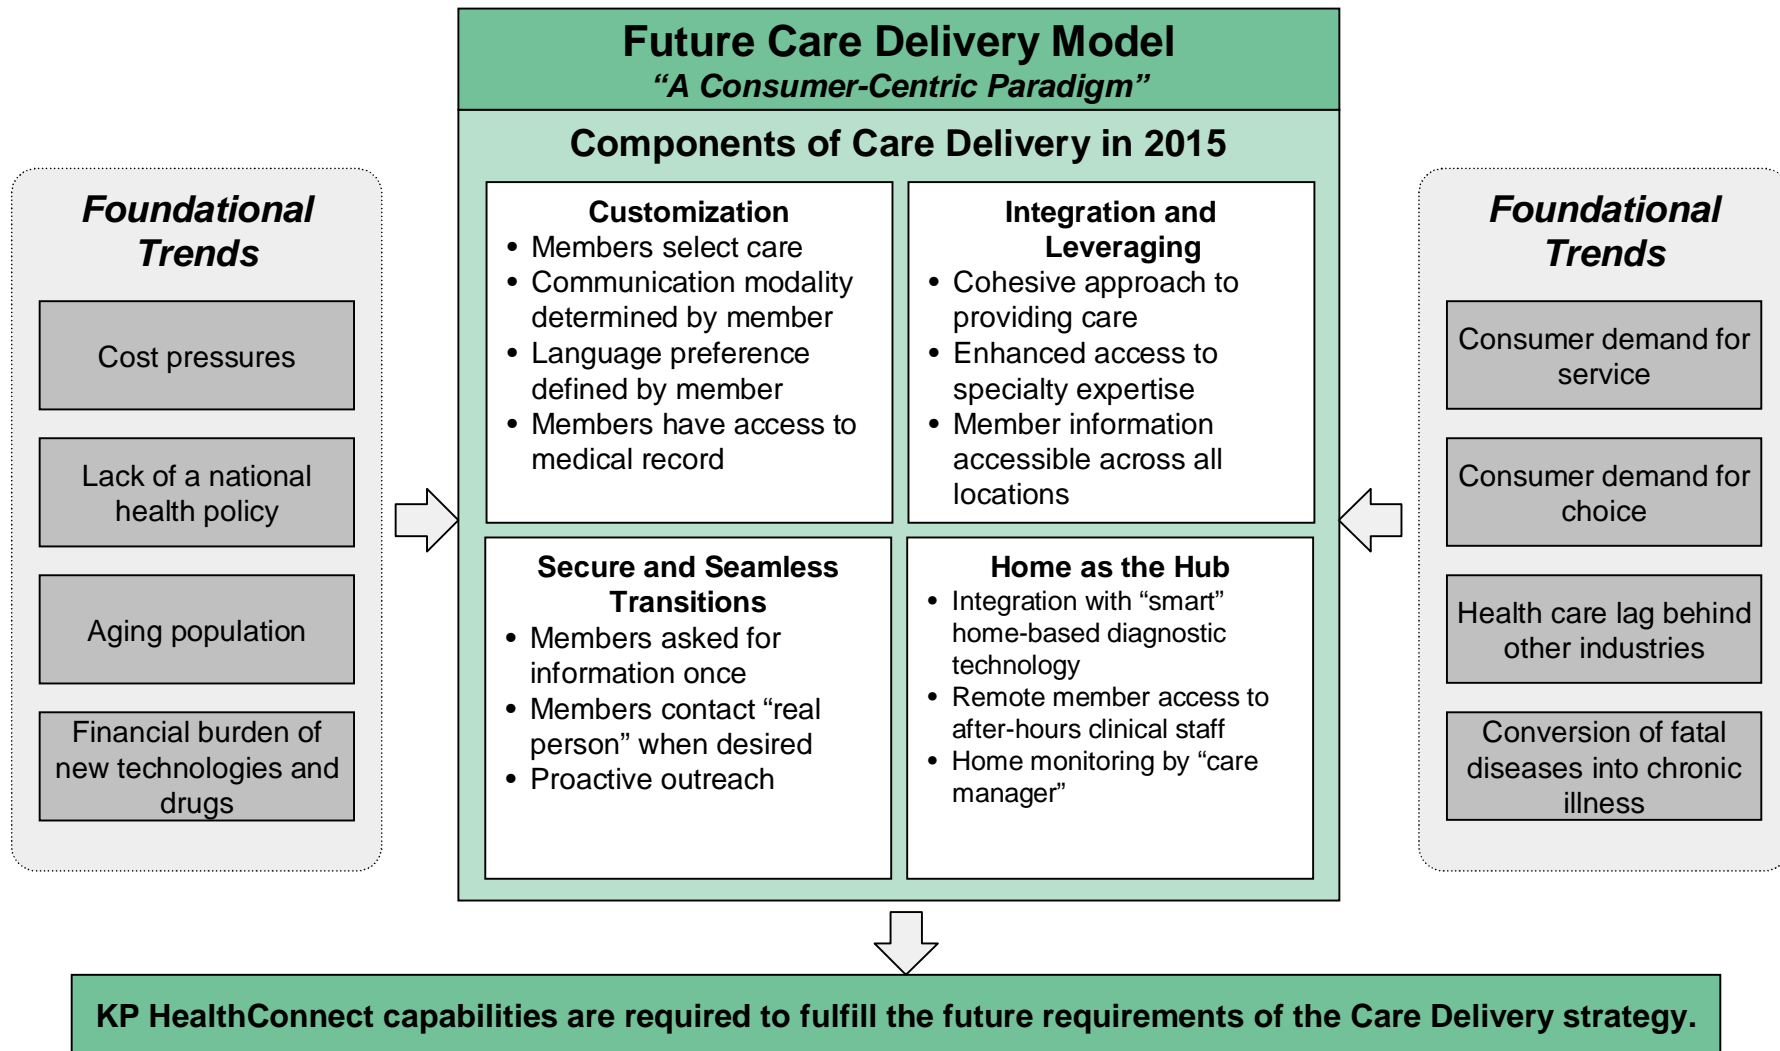 Future Care Delivery Model
“A Consumer-Centric Paradigm”
Components of Care Delivery in 2015
Foundational
Trends
Cost pressures
Lack of a national
health policy
Aging population
Financial burden of
new technologies and
drugs
Customization
• Members select care
• Communication modality
determined by member
• Language preference
defined by member
• Members have access to
medical record
Integration and
Leveraging
• Cohesive approach to
providing care
• Enhanced access to
specialty expertise
• Member information
accessible across all
locations
Secure and Seamless
Transitions
• Members asked for
information once
• Members contact “real
person” when desired
• Proactive outreach
Home as the Hub
• Integration with “smart”
home-based diagnostic
technology
• Remote member access to
after-hours clinical staff
• Home monitoring by “care
manager”
Foundational
Trends
Consumer demand for
service
Consumer demand for
choice
Health care lag behind
other industries
Conversion of fatal
diseases into chronic
illness
KP HealthConnect capabilities are required to fulfill the future requirements of the Care Delivery strategy.